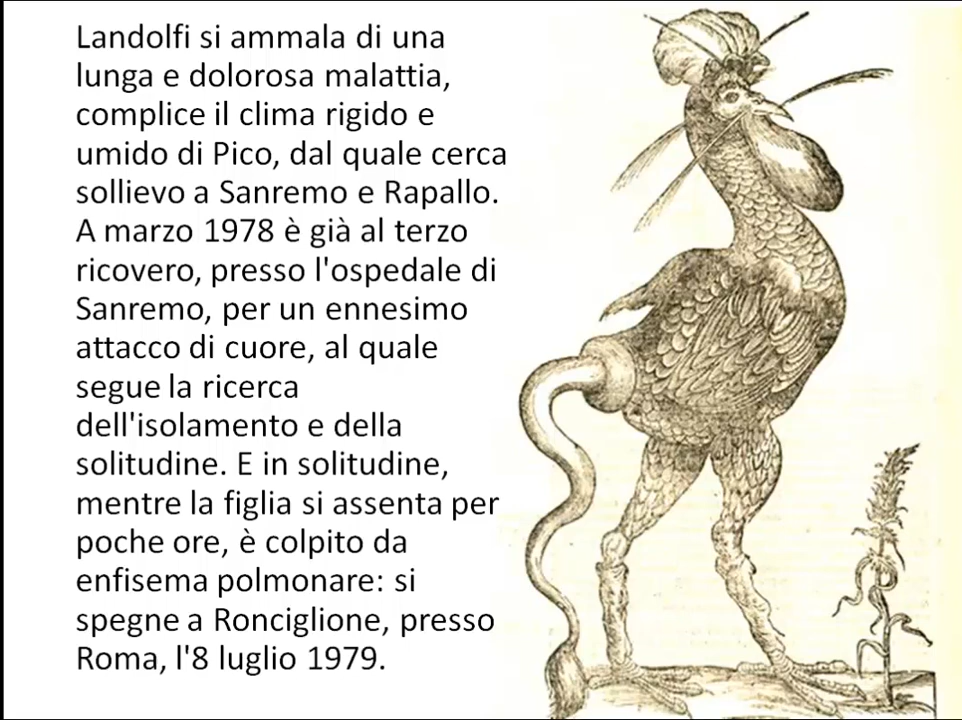 Landolfi si ammala di una
lunga e dolorosa malattia,
complice il clima rigido e
umido di Pico, dal quale cerca
sollievo a Sanremo e Rapallo.
A marzo 1978 è già al terzo
ricovero, presso l'ospedale di
Sanremo, per un ennesimo
attacco di cuore, al quale
segue la ricerca
dell'isolamento e della
solitudine. E in solitudine,
mentre la figlia si assenta per
poche ore, è colpito da
enfisema polmonare: si
spegne a Ronciglione, presso
Roma, l'8 luglio 1979.